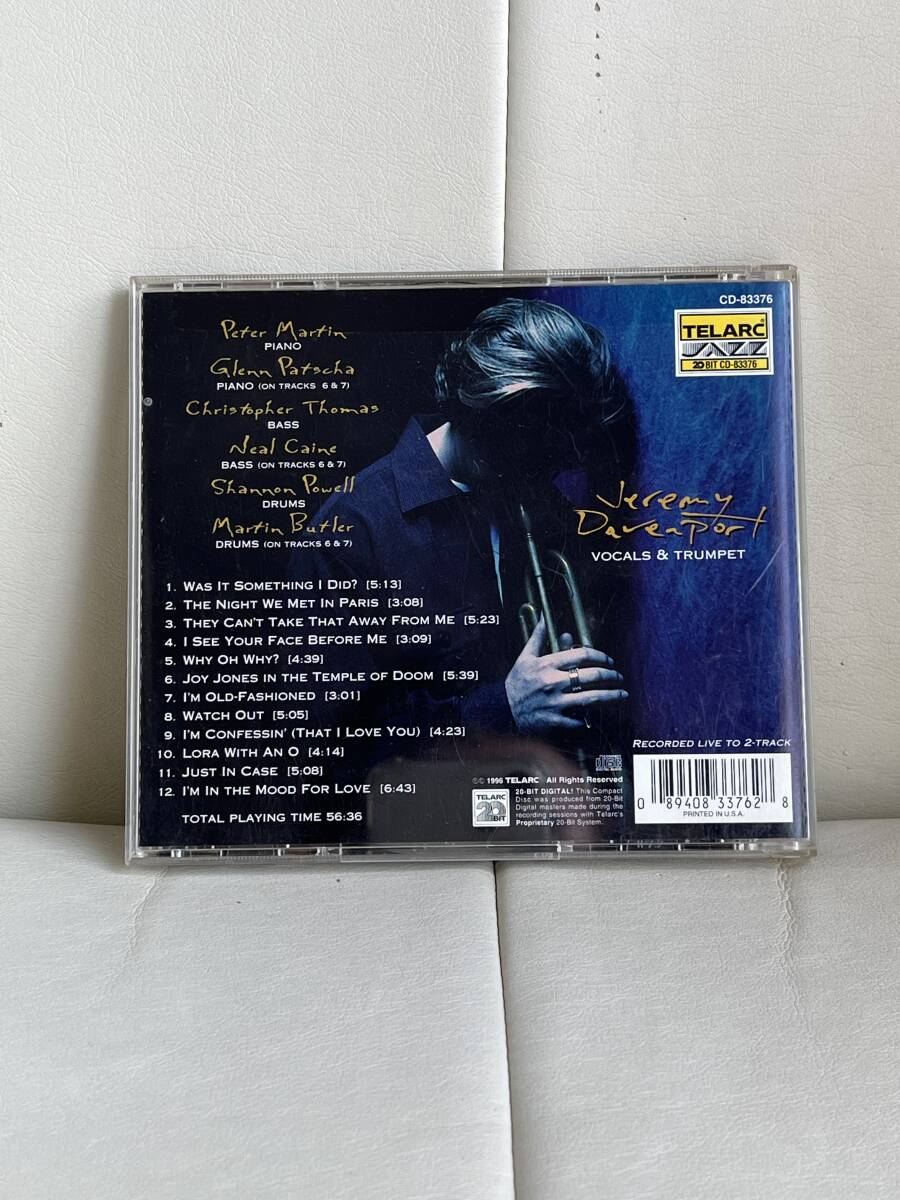 CD-83376
TELARC®
JAZZ
20 BIT CD-83376
Peter Martin
PIANO
Glenn Patscha
PIANO (ON TRACKS 6 & 7)
Christopher Thomas
BASS
Neal Caine
BASS (ON TRACKS 6 & 7)
Shannon Powell
DRUMS
Martin Butler
DRUMS (ON TRACKS 6 & 7)
Jeremy
Davenport
VOCALS & TRUMPET
1. WAS IT SOMETHING I DID? [5:13]
2. THE NIGHT WE MET IN PARIS [3:08]
3. THEY CAN'T TAKE THAT AWAY FROM ME [5:23]
4. I SEE YOUR FACE BEFORE ME [3:09]
5. WHY OH WHY? [4:39]
6. JOY JONES IN THE TEMPLE OF DOOM [5:39]
7. I'M OLD-FASHIONED [3:01]
8. WATCH OUT [5:05]
9. I'M CONFESSIN' (THAT I LOVE YOU) [4:23]
10. LORA WITH AN O [4:14]
11. JUST IN CASE [5:08]
12. I'M IN THE MOOD FOR LOVE [6:43]
TOTAL PLAYING TIME 56:36
RECORDED LIVE TO 2-TRACK
℗© 1996 TELARC All Rights Reserved
TELARC
20
BIT
20-BIT DIGITAL! This Compact
Disc was produced from 20-Bit
Digital masters made during the
recording sessions with Telarc's
Proprietary 20-Bit System.
0 89408 33762 8
PRINTED IN U.S.A.